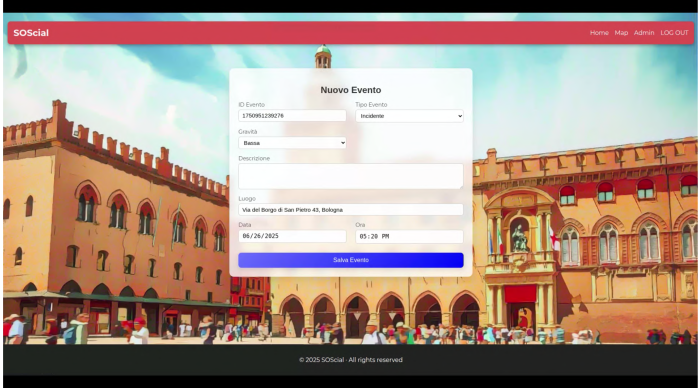 SOScial
Home Map Admin LOG OUT
Nuovo Evento
ID Evento Tipo Evento
1750951239276 Incidente
Gravità
Bassa
Descrizione
Luogo
Via del Borgo di San Pietro 43, Bologna
Data Ora
06/26/2025 05:20 PM
Salva Evento
© 2025 SOScial - All rights reserved